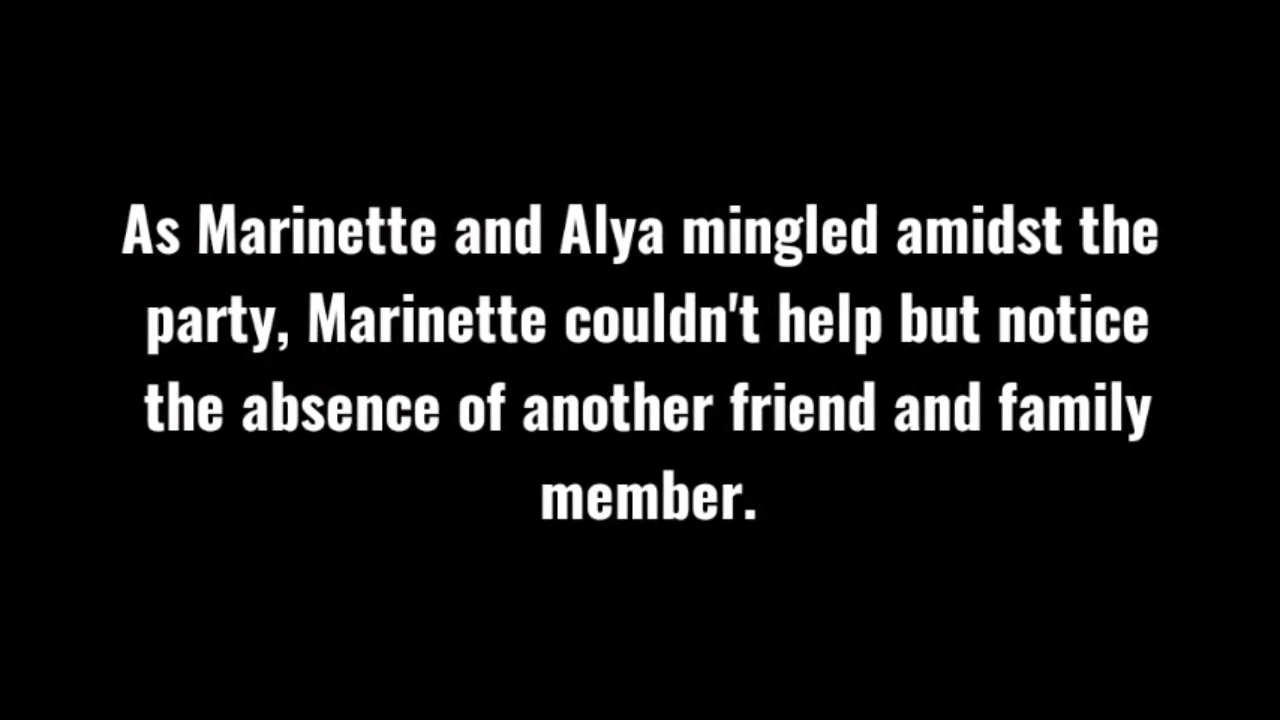 As Marinette and Alya mingled amidst the
party, Marinette couldn't help but notice
the absence of another friend and family
member.